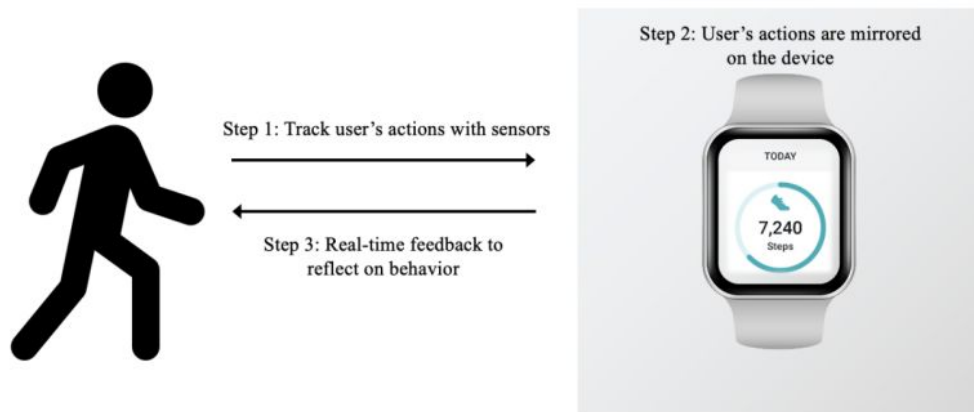 Step 1: Track user's actions with sensors
Step 3: Real-time feedback to
reflect on behavior
Step 2: User's actions are mirrored
on the device
TODAY
7,240
Steps